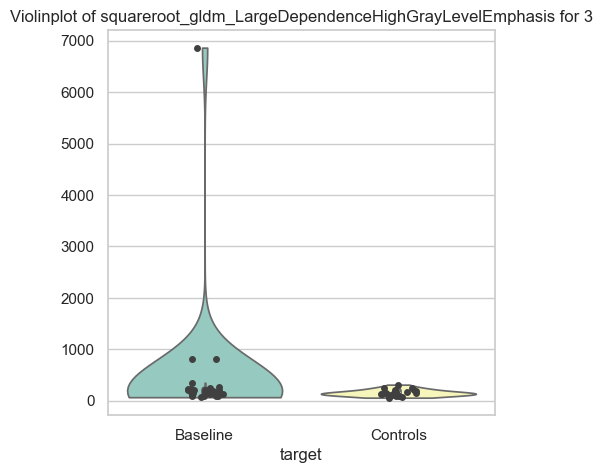 Violinplot of squareroot_gldm_LargeDependenceHighGrayLevelEmphasis for 3
7000
6000
5000
4000
3000
2000
1000
0
Baseline Controls
target